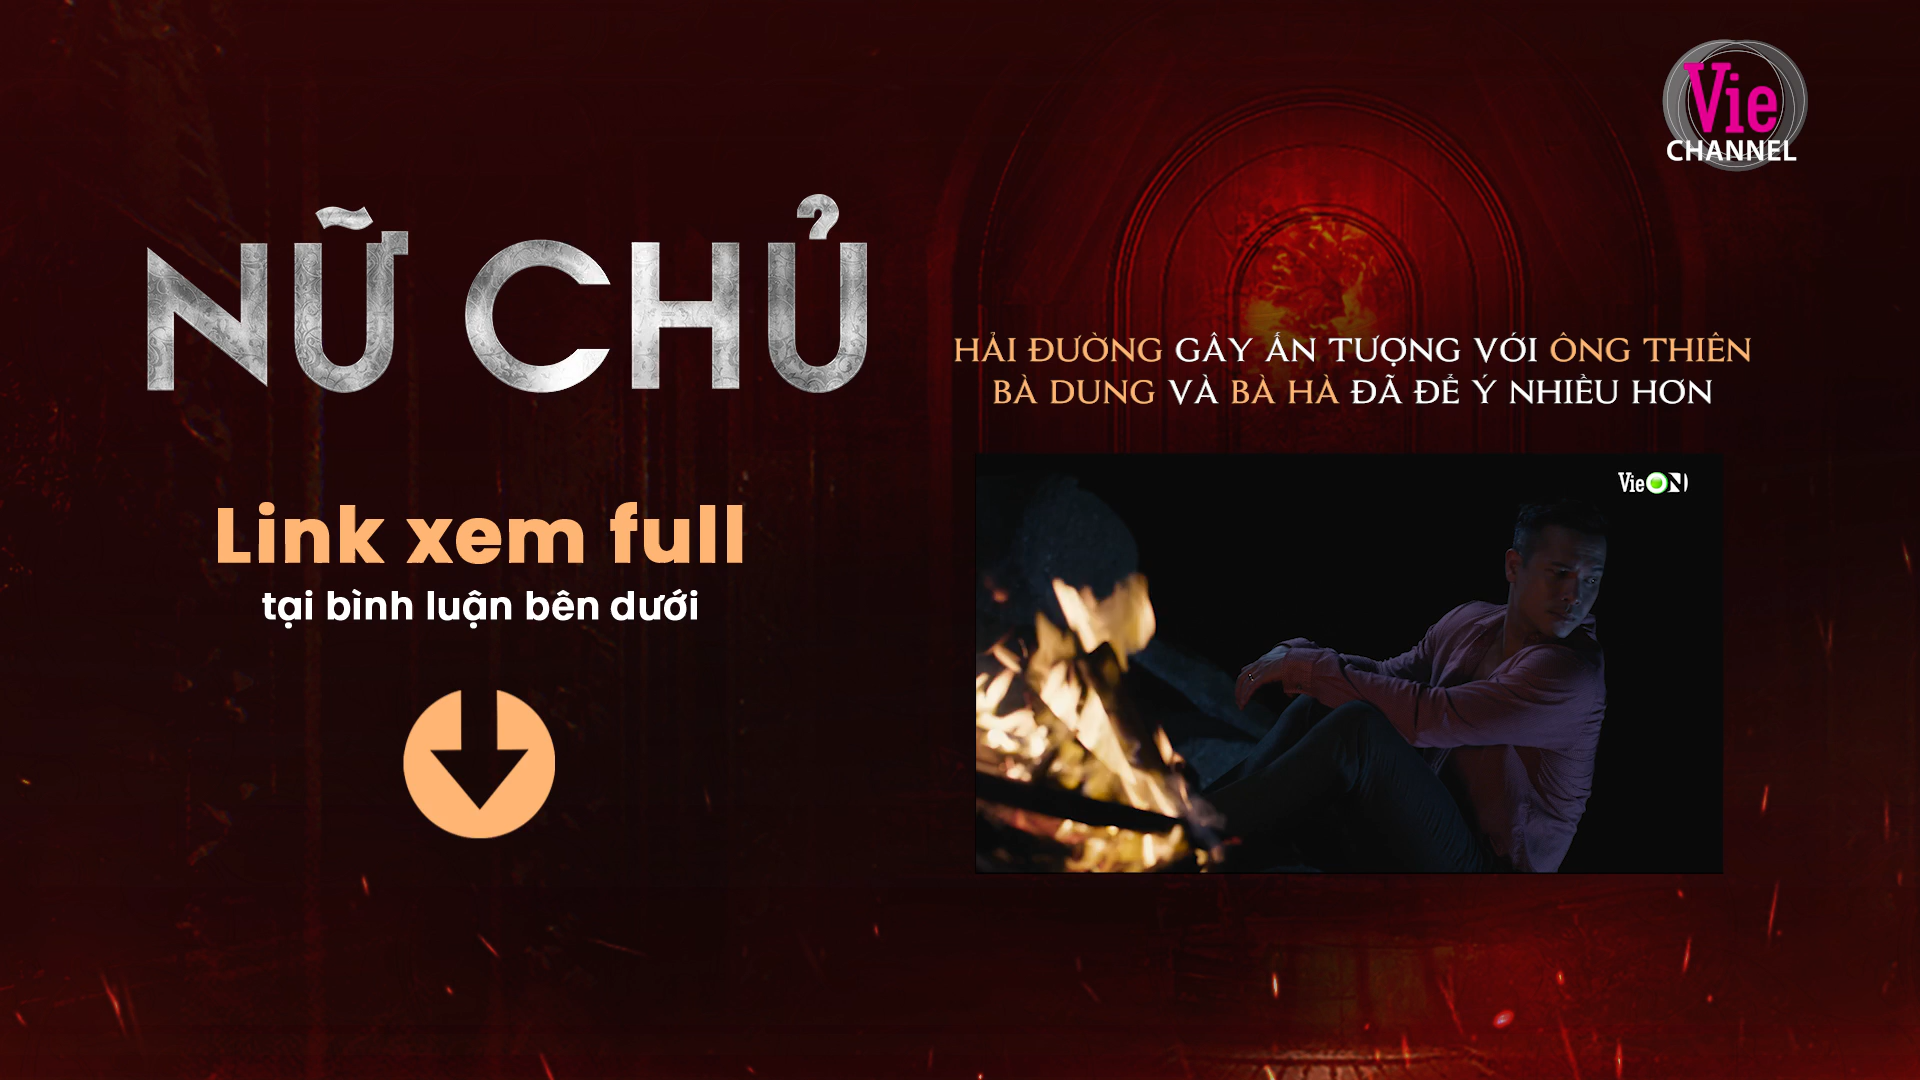 Vie
CHANNEL
NỮ CHỦ
HẢI ĐƯỜNG GÂY ẤN TƯỢNG VỚI ÔNG THIÊN
BÀ DUNG VÀ BÀ HÀ ĐÃ ĐỂ Ý NHIỀU HƠN
VieON
Link xem full
tại bình luận bên dưới